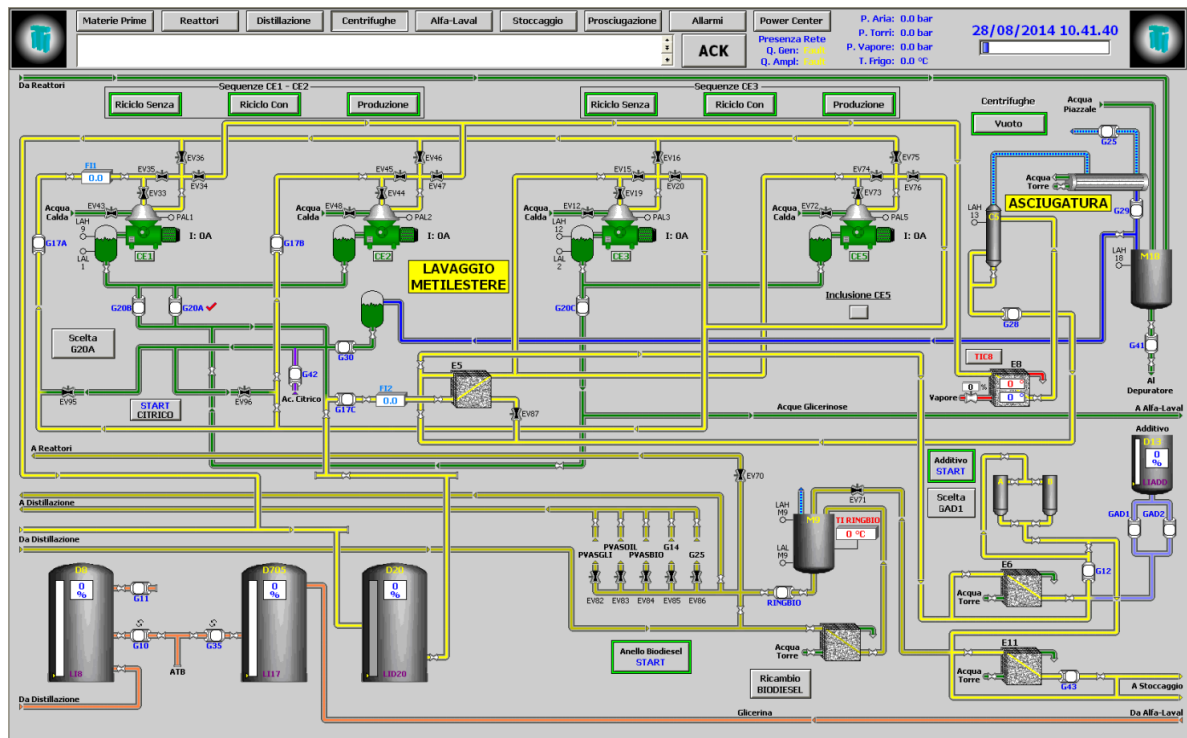 Materie Prime
Reattori
Distillazione
Centrifughe
Alfa-Laval
Stoccaggio
Prosciugazione
Allarmi
Power Center
P. Aria: 0.0 bar
P. Torri: 0.0 bar
P. Vapore: 0.0 bar
T. Frigo: 0.0 °C
28/08/2014 10.41.40
ACK
Presenza Rete
Q. Gen: Fault
Q. Ampl: Fault
Da Reattori
Sequenze CE1 - CE2
Riciclo Senza
Riciclo Con
Produzione
Sequenze CE3
Riciclo Senza
Riciclo Con
Produzione
Centrifughe
Vuoto
Acqua
Piazzale
G25
EV36
EV46
EV16
EV75
FI1
0.0
EV35
EV34
EV45
EV47
EV15
EV20
EV74
EV76
EV33
EV44
EV19
EV73
Acqua
Torre
ASCIUGATURA
G29
Acqua
Calda
EV43
PAL1
Acqua
Calda
EV48
PAL2
Acqua
Calda
EV12
PAL3
Acqua
Calda
EV72
PAL5
LAH
9
LAL
1
I: 0A
I: 0A
LAH
12
LAL
2
I: 0A
I: 0A
LAH
13
C5
LAH
18
M18
G17A
CE1
G17B
CE2
CE3
CE5
LAVAGGIO
METILESTERE
G20B
G20A
G20C
Inclusione CE5
G28
G41
Scelta
G20A
G30
G42
Ac. Citrico
E5
TIC8
E8
0 %
0 °
0 °
Vapore
Al
Depuratore
EV95
START
CITRICO
EV96
G17C
FI2
0.0
EV87
Acque Glicerinose
A Alfa-Laval
A Reattori
EV70
Additivo
START
Additivo
D13
0
%
LIADD
A Distillazione
Scelta
GAD1
A
B
GAD1
GAD2
LAH
M9
M9
EV71
TI RINGBIO
0 °C
LAL
M9
Da Distillazione
PVASGLI
PVASOIL
PVASBIO
G14
G25
EV82
EV83
EV84
EV85
EV86
RINGBIO
E6
Acqua
Torre
G12
D8
0
%
LI8
G11
G10
G35
ATB
D705
0
%
LI17
D20
0
%
LID20
Anello Biodiesel
START
Acqua
Torre
Ricambio
BIODIESEL
E11
Acqua
Torre
G43
A Stoccaggio
Da Distillazione
Glicerina
Da Alfa-Laval